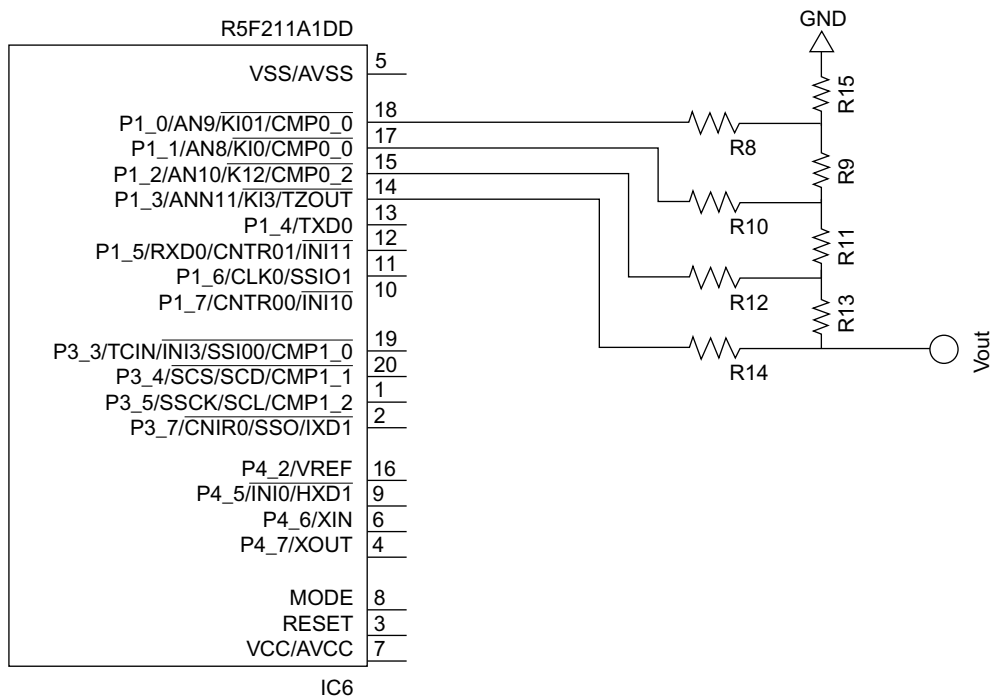 R5F211A1DD
GND
VSS/AVSS 5
P1_0/AN9/KI01/CMP0_0 18
P1_1/AN8/KI0/CMP0_0 17
P1_2/AN10/K12/CMP0_2 15
P1_3/ANN11/KI3/TZOUT 14
P1_4/TXD0 13
P1_5/RXD0/CNTR01/INI11 12
P1_6/CLK0/SSIO1 11
P1_7/CNTR00/INI10 10
P3_3/TCIN/INI3/SSI00/CMP1_0 19
P3_4/SCS/SCD/CMP1_1 20
P3_5/SSCK/SCL/CMP1_2 1
P3_7/CNIR0/SSO/IXD1 2
P4_2/VREF 16
P4_5/INI0/HXD1 9
P4_6/XIN 6
P4_7/XOUT 4
MODE 8
RESET 3
VCC/AVCC 7
IC6
R15
R8
R9
R10
R11
R12
R13
R14
Vout